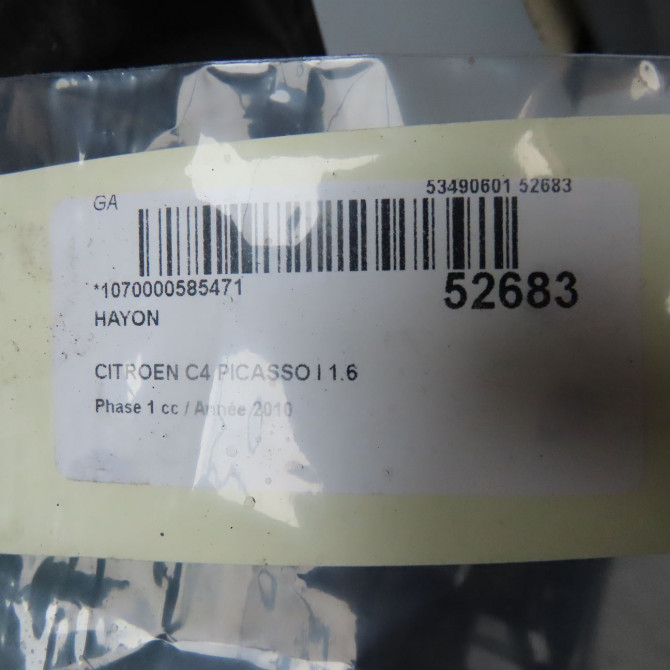 GA
53490601 52683
*1070000585471
52683
HAYON
CITROEN C4 PICASSO I 1.6
Phase 1 cc / Année 2010